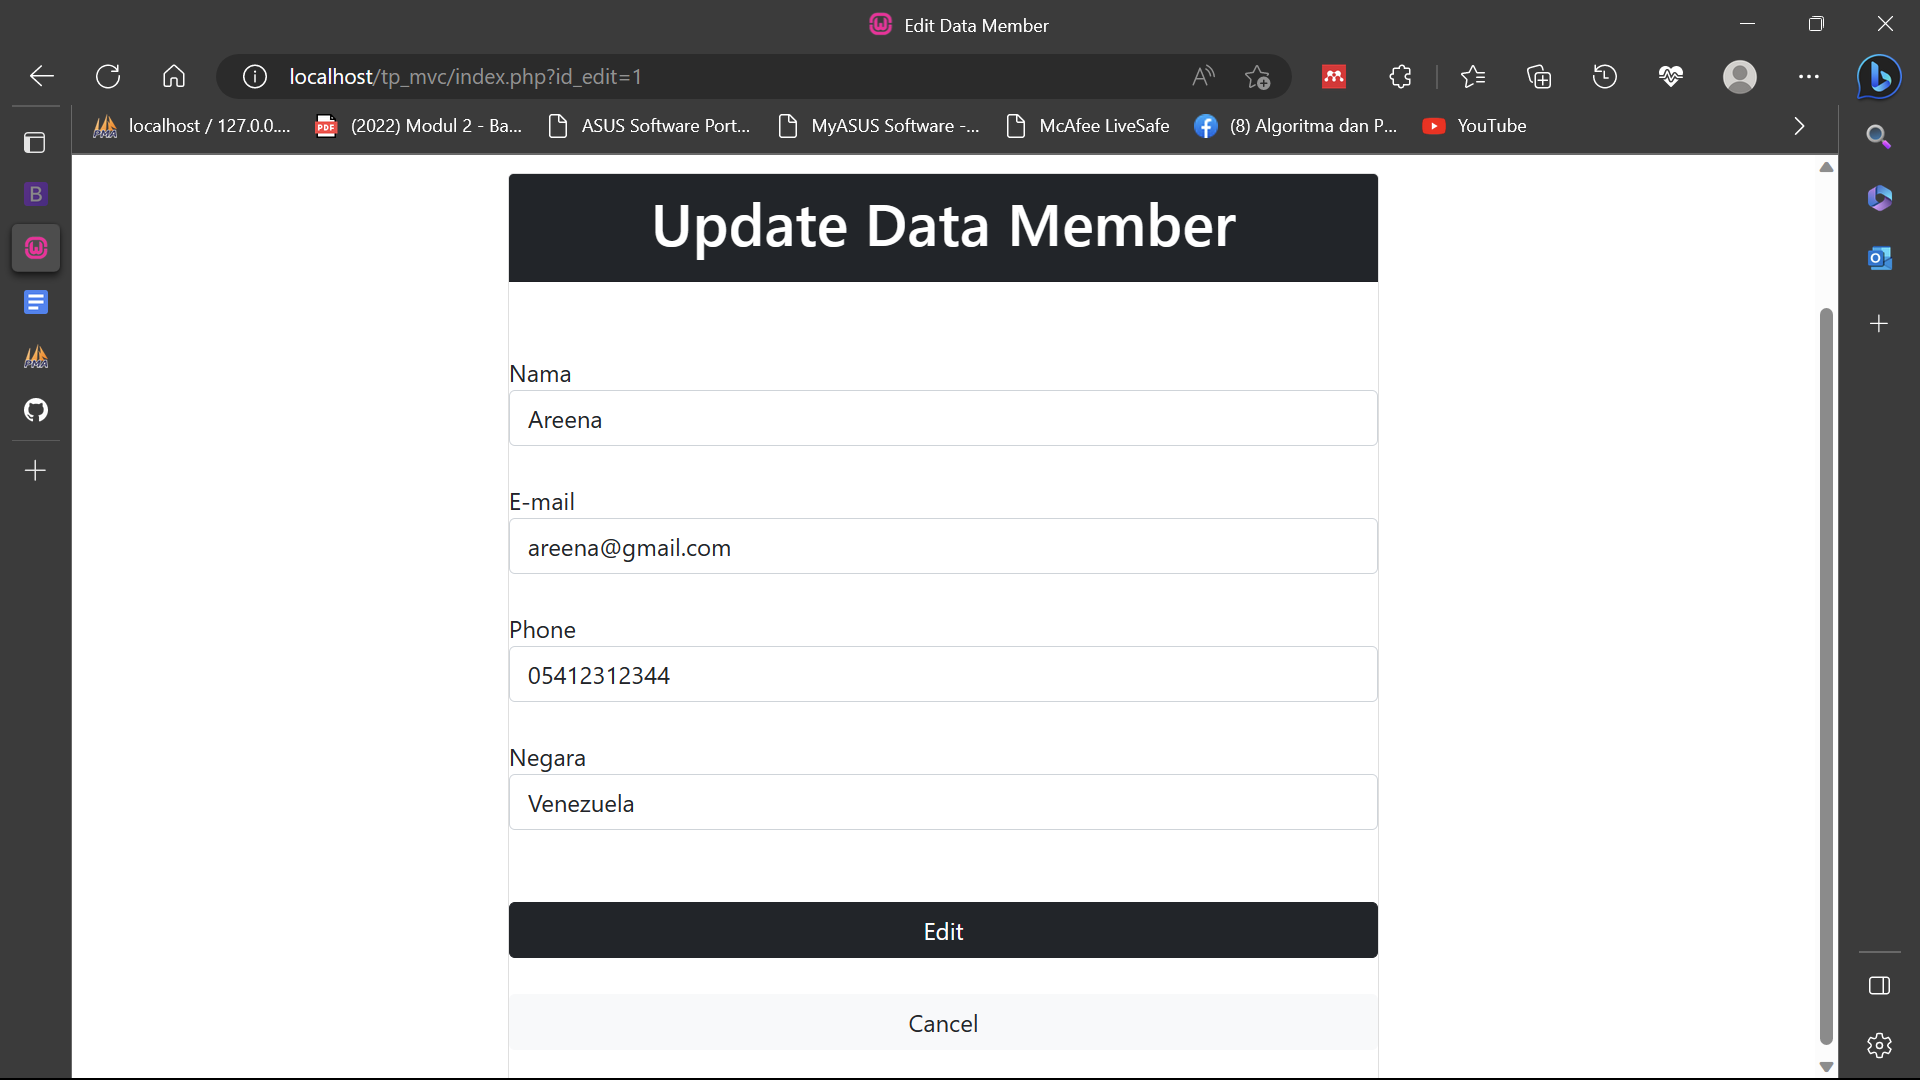 Edit Data Member
localhost/tp_mvc/index.php?id_edit=1
localhost / 127.0.0.... (2022) Modul 2 - Ba... ASUS Software Port... MyASUS Software -... McAfee LiveSafe (8) Algoritma dan P... YouTube
Update Data Member
Nama
Areena
E-mail
areena@gmail.com
Phone
05412312344
Negara
Venezuela
Edit
Cancel